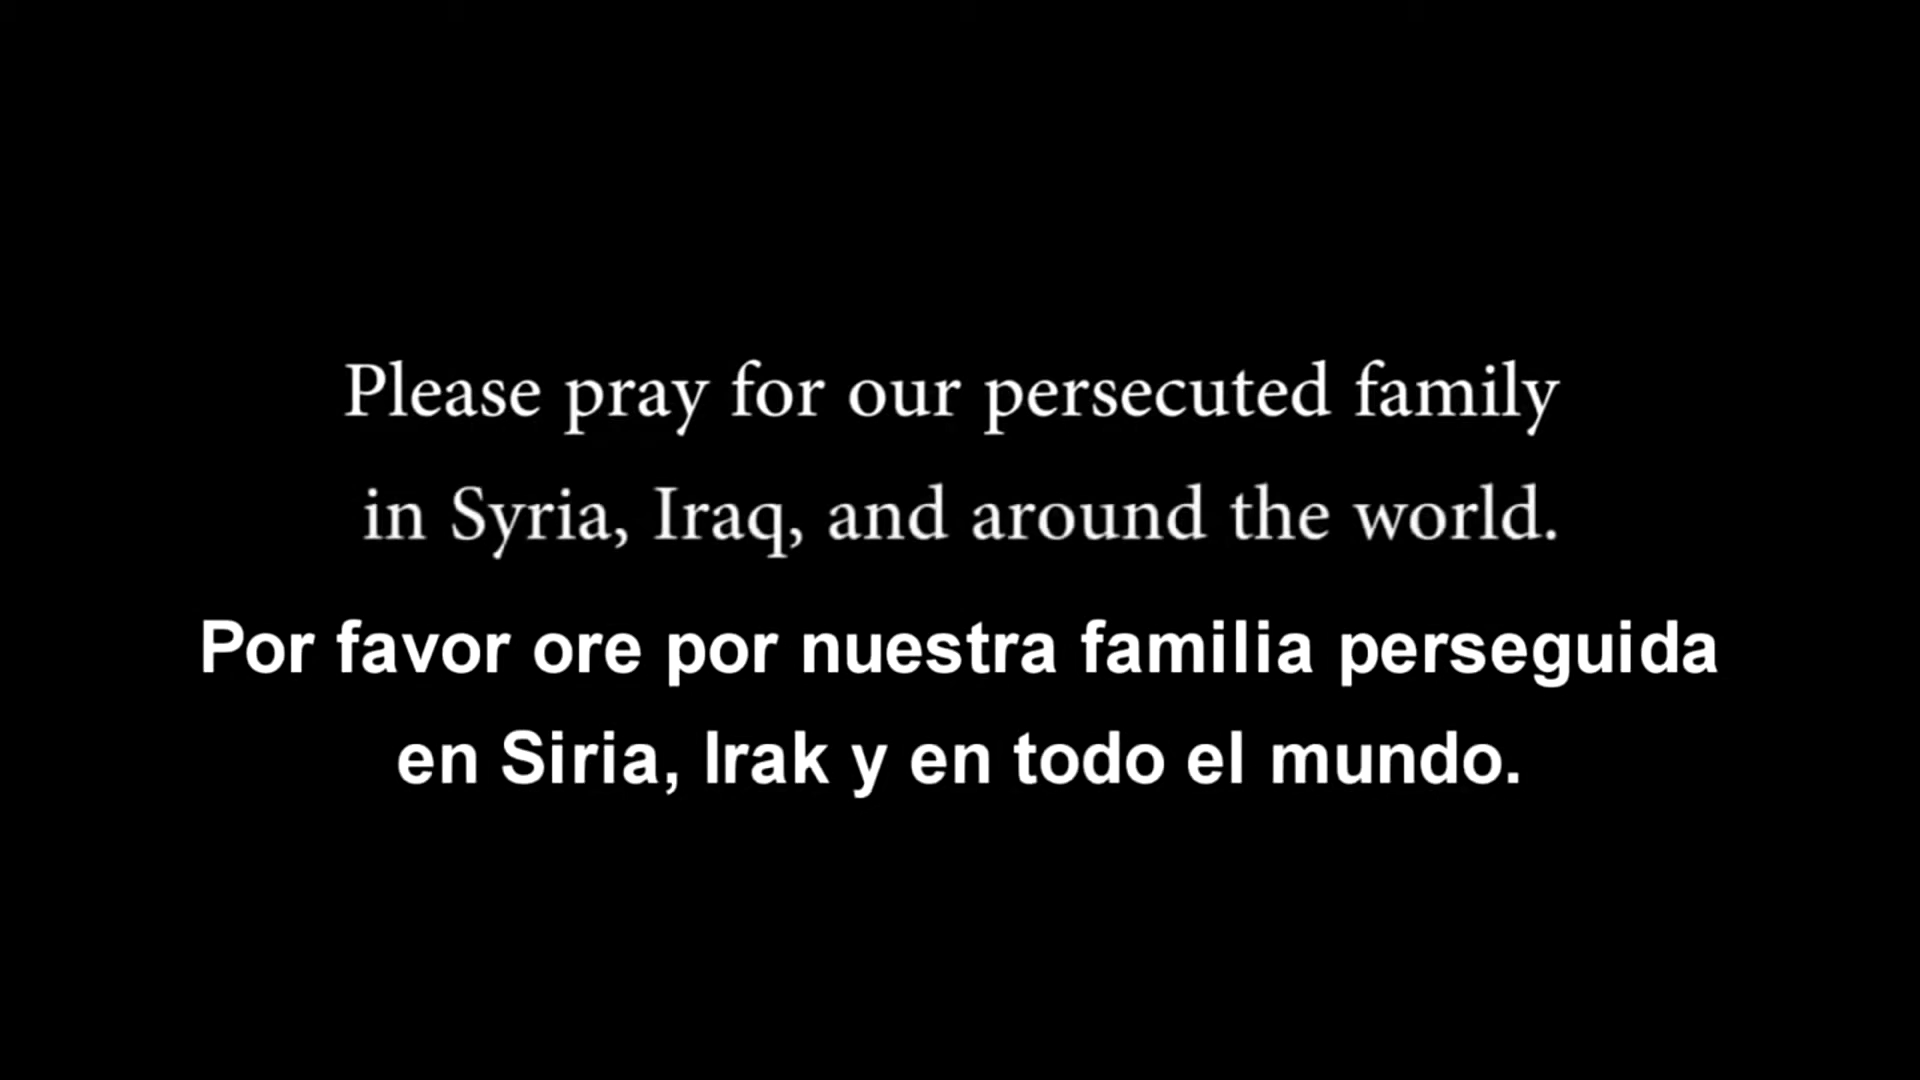 Please pray for our persecuted family
in Syria, Iraq, and around the world.
Por favor ore por nuestra familia perseguida
en Siria, Irak y en todo el mundo.